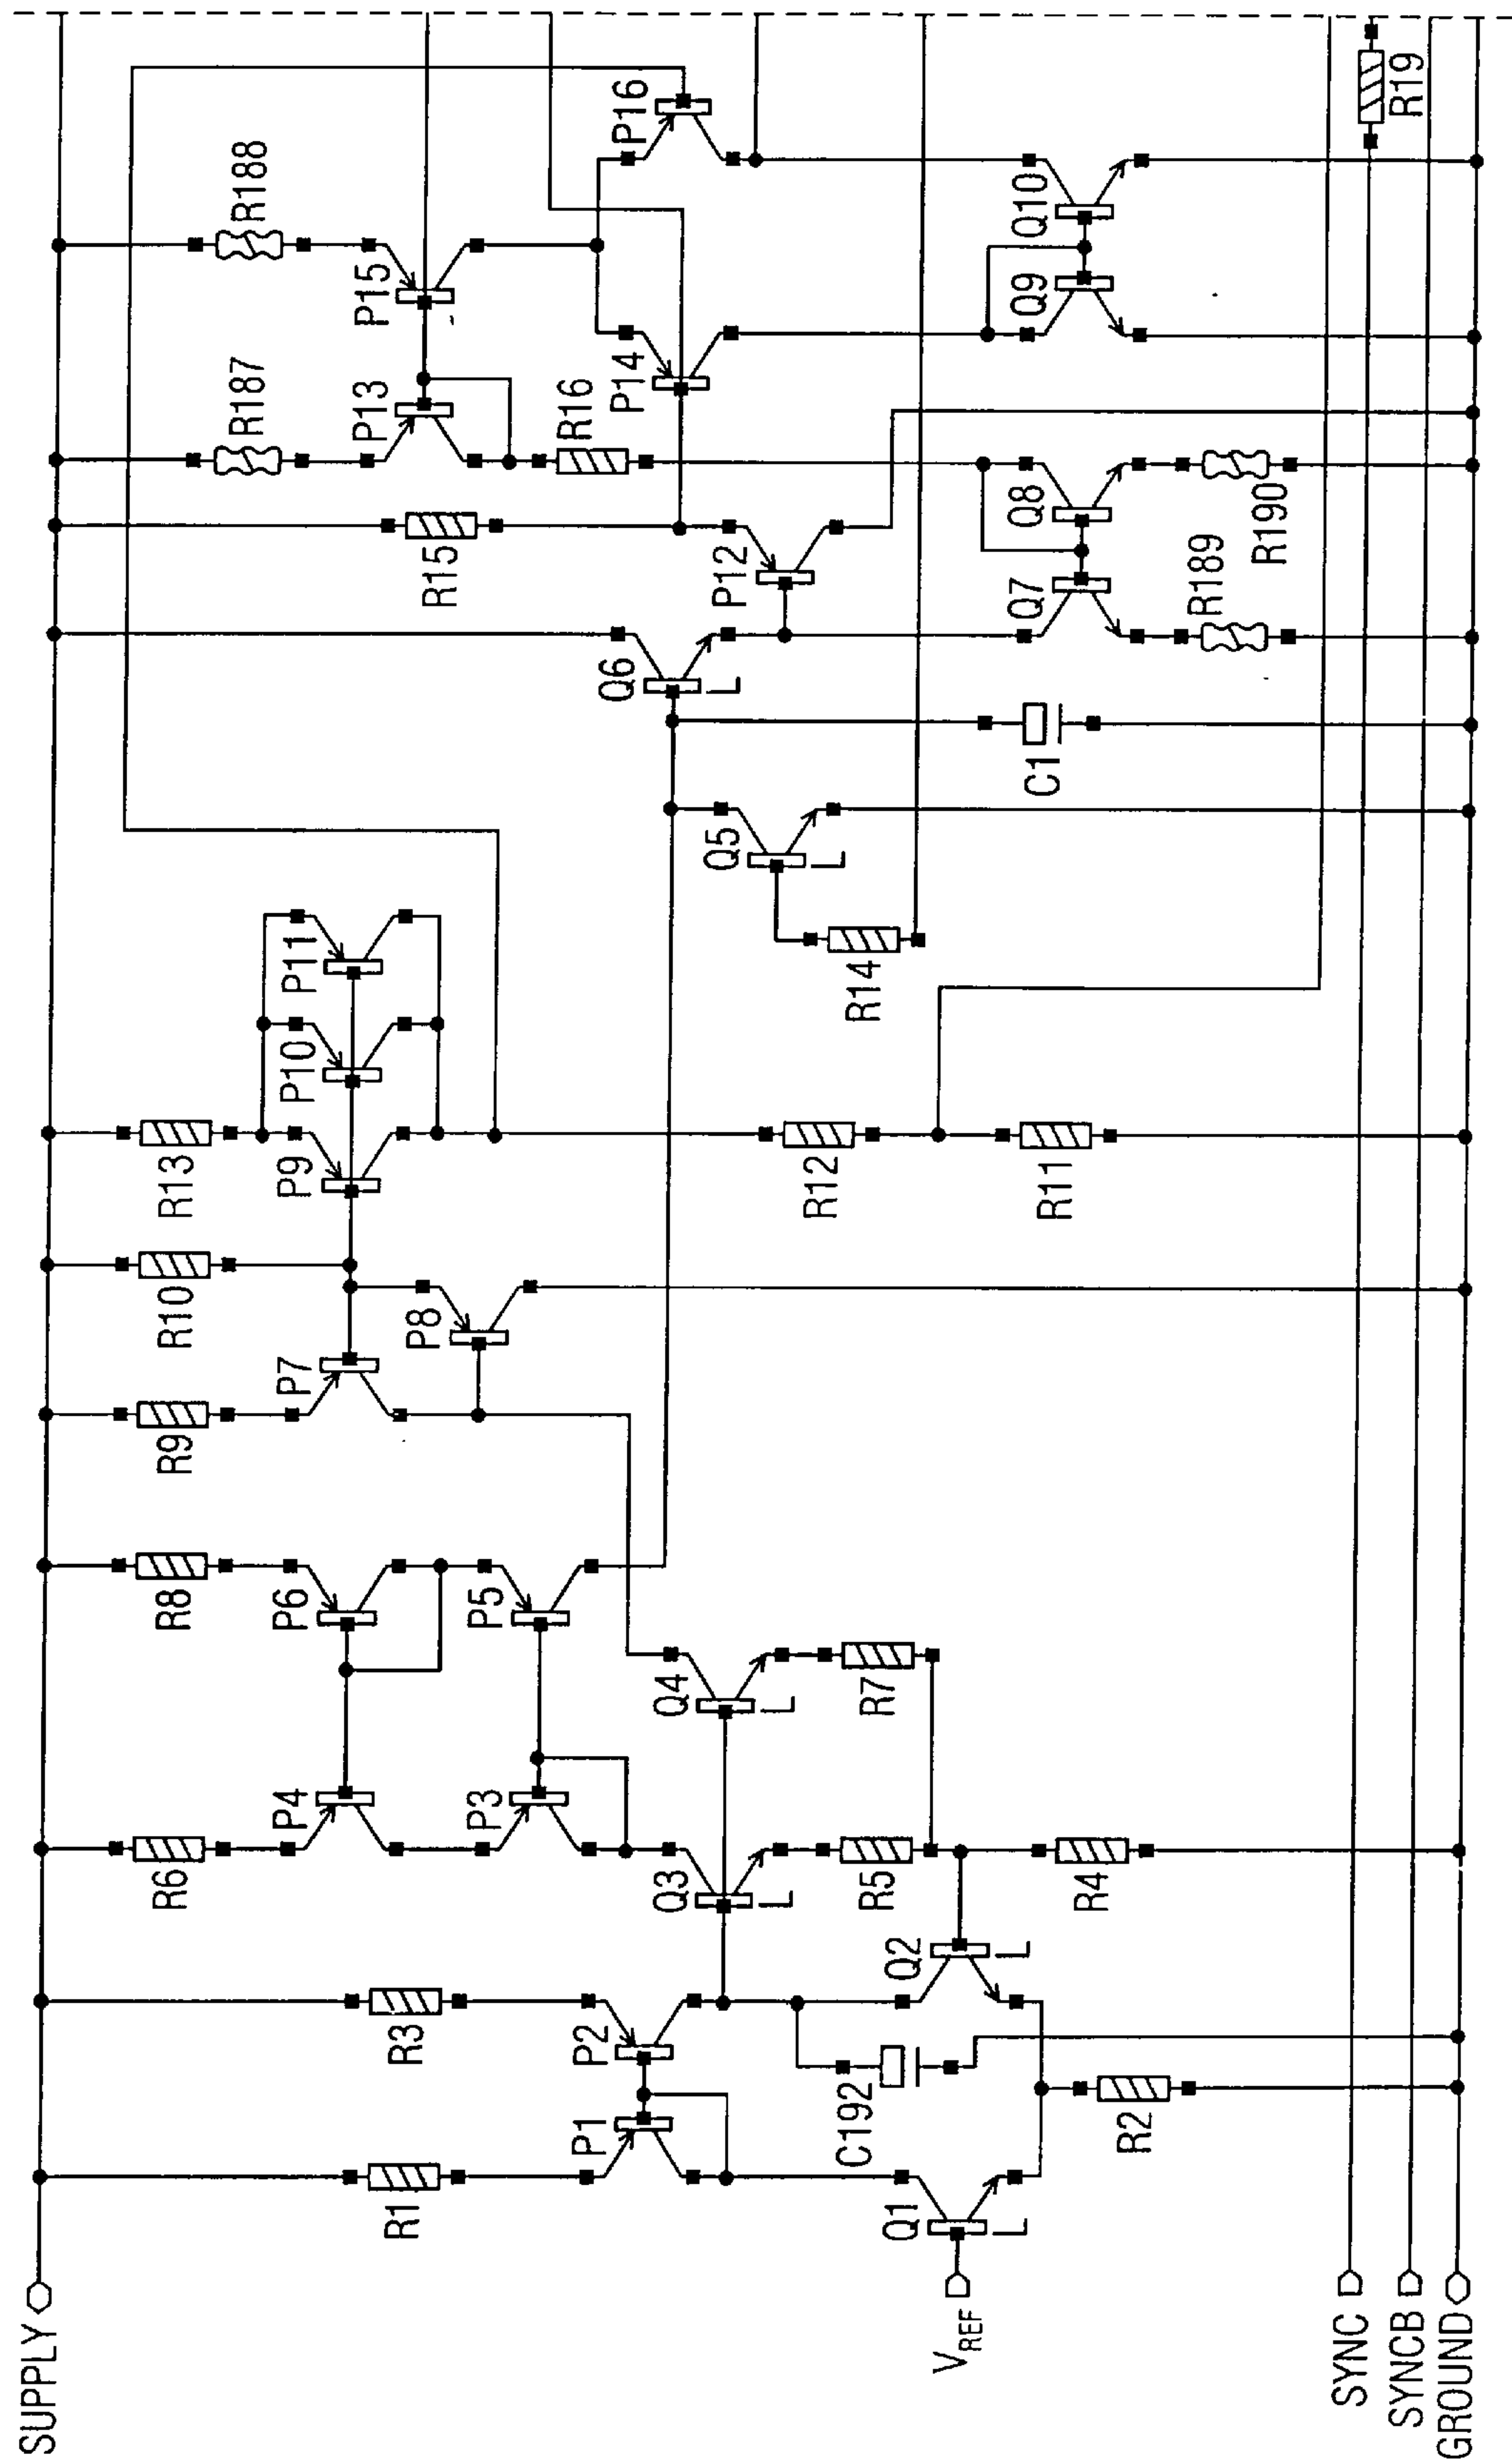 SUPPLY
R1
R3
R6
R8
R9
R10
R13
R187
R188
P4
P6
P7
P9
P10
P11
P13
P15
P1
P2
P3
P5
P8
R15
R16
P14
P16
Q3
L
Q4
L
Q6
L
P12
Q5
L
R14
Q1
L
Q2
L
C192
R2
R5
R7
R4
R12
R11
C1
Q7
Q8
Q9
Q10
R189
R190
V_REF
SYNC
R19
SYNCB
GROUND